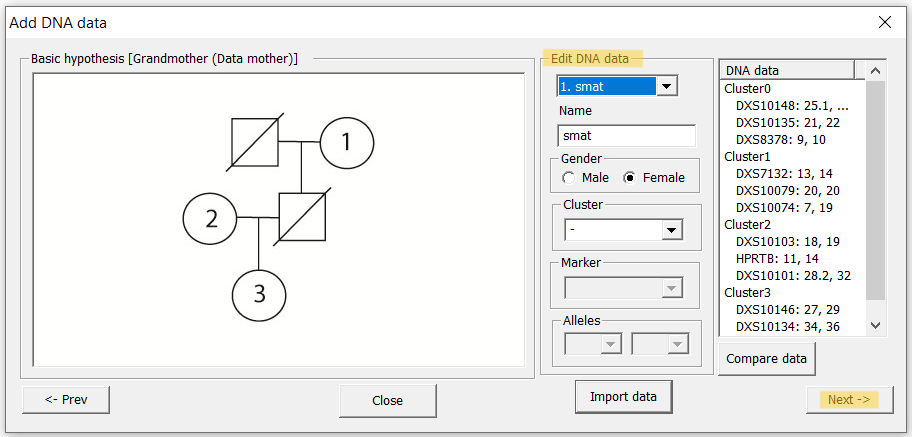 Add DNA data
Basic hypothesis [Grandmother (Data mother)]
1
2
3
Edit DNA data
1. smat
Name
smat
Gender
Male
Female
Cluster
-
Marker
Alleles
DNA data
Cluster0
DXS10148: 25.1, ...
DXS10135: 21, 22
DXS8378: 9, 10
Cluster1
DXS7132: 13, 14
DXS10079: 20, 20
DXS10074: 7, 19
Cluster2
DXS10103: 18, 19
HPRTB: 11, 14
DXS10101: 28.2, 32
Cluster3
DXS10146: 27, 29
DXS10134: 34, 36
Compare data
<- Prev
Close
Import data
Next ->